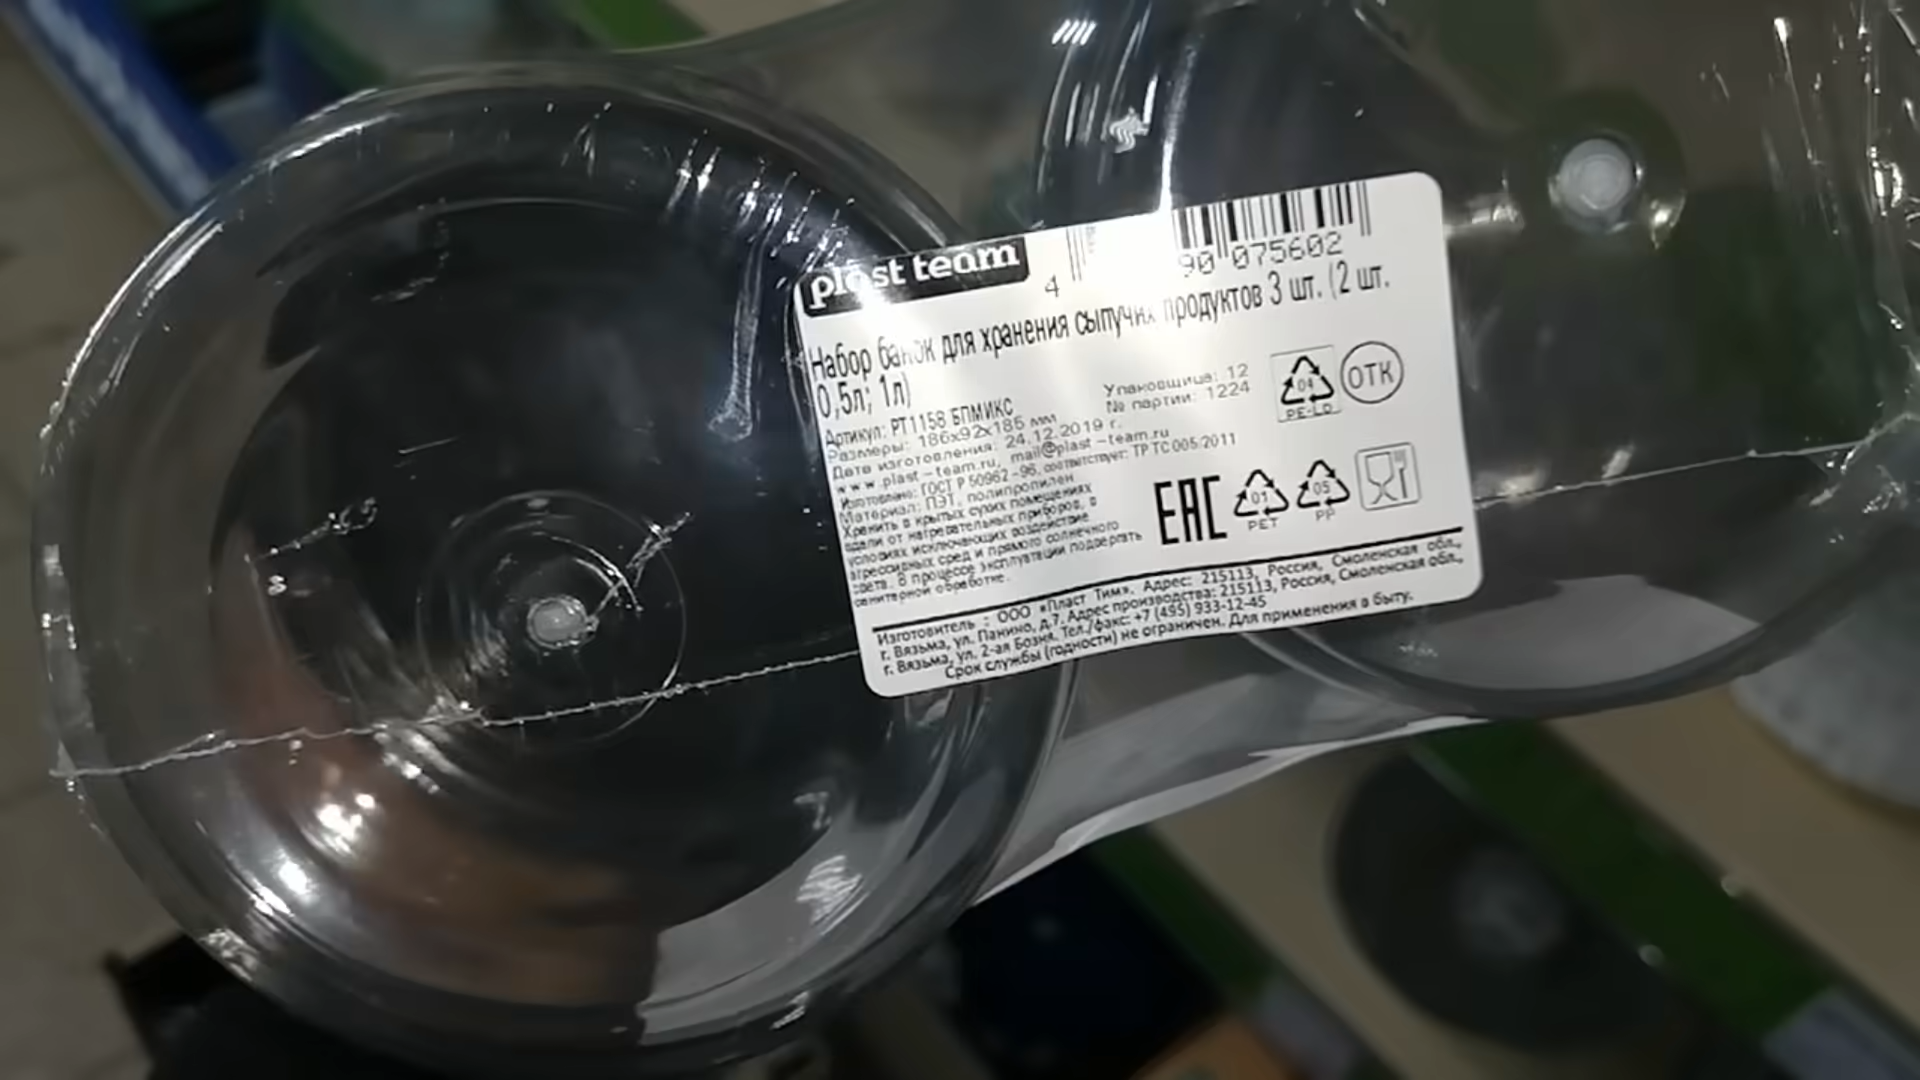 plast team
4 90 075602
Набор банок для хранения сыпучих продуктов 3 шт. (2 шт.
0,5л; 1л)
Артикул: РТ1158 БПМИКС
Размеры: 186х92х185 мм
Дата изготовления: 24.12.2019 г.
www.plast-team.ru, mail@plast-team.ru
Изготовлено: ГОСТ Р 50962-96, соответствует: ТР ТС 005/2011
Материал: ПЭТ, полипропилен
Хранить в крытых сухих помещениях
вдали от нагревательных приборов, в
условиях исключающих воздействие
агрессивных сред и прямого солнечного
света. В процессе эксплуатации подвергать
санитарной обработке.
Упаковщица: 12
№ партии: 1224
04
PE-LD
ОТК
EAC
01
PET
05
PP
Изготовитель : ООО «Пласт Тим». Адрес: 215113, Россия, Смоленская обл.,
г. Вязьма, ул. Панино, д.7. Адрес производства: 215113, Россия, Смоленская обл.,
г. Вязьма, ул. 2-ая Бозня. Тел./факс: +7 (495) 933-12-45
Срок службы (годности) не ограничен. Для применения в быту.